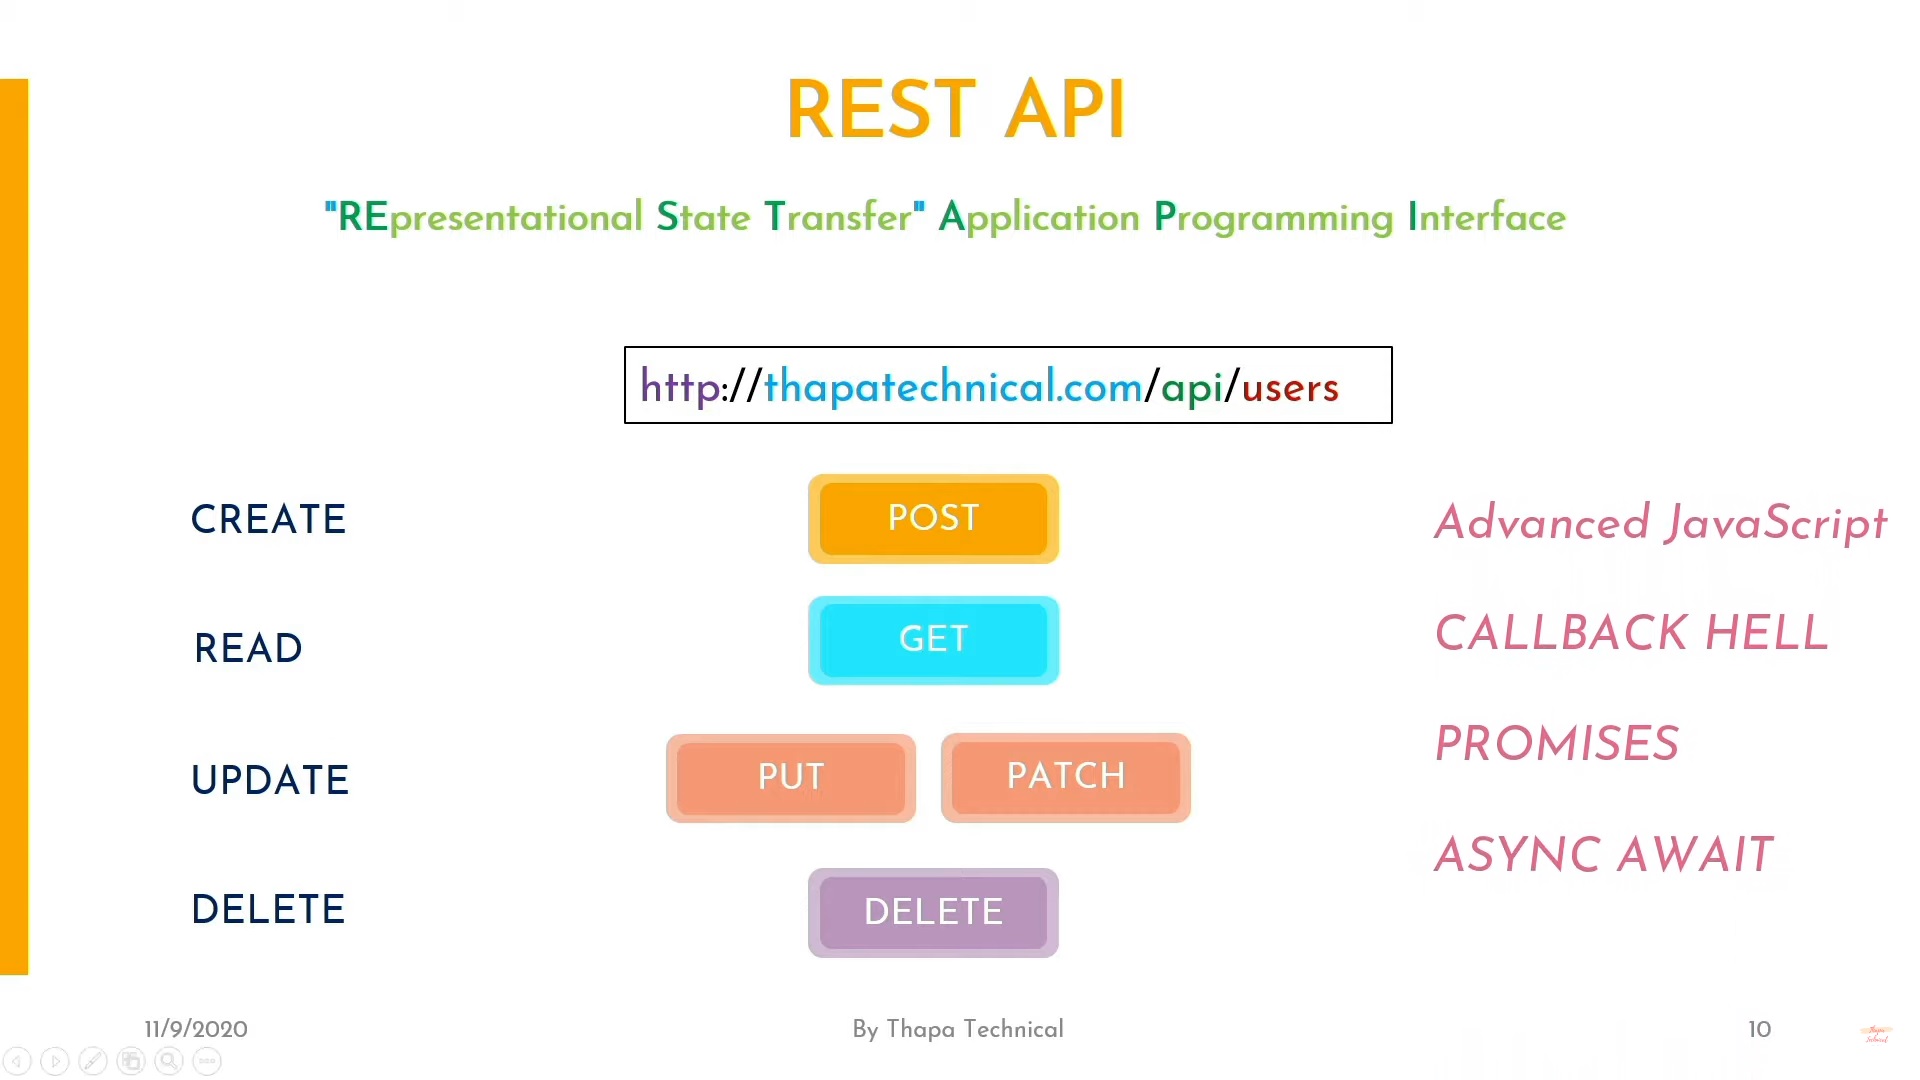 REST API
"REpresentational State Transfer" Application Programming Interface
http://thapatechnical.com/api/users
CREATE
POST
Advanced JavaScript
READ
GET
CALLBACK HELL
UPDATE
PUT
PATCH
PROMISES
ASYNC AWAIT
DELETE
DELETE
11/9/2020
By Thapa Technical
10